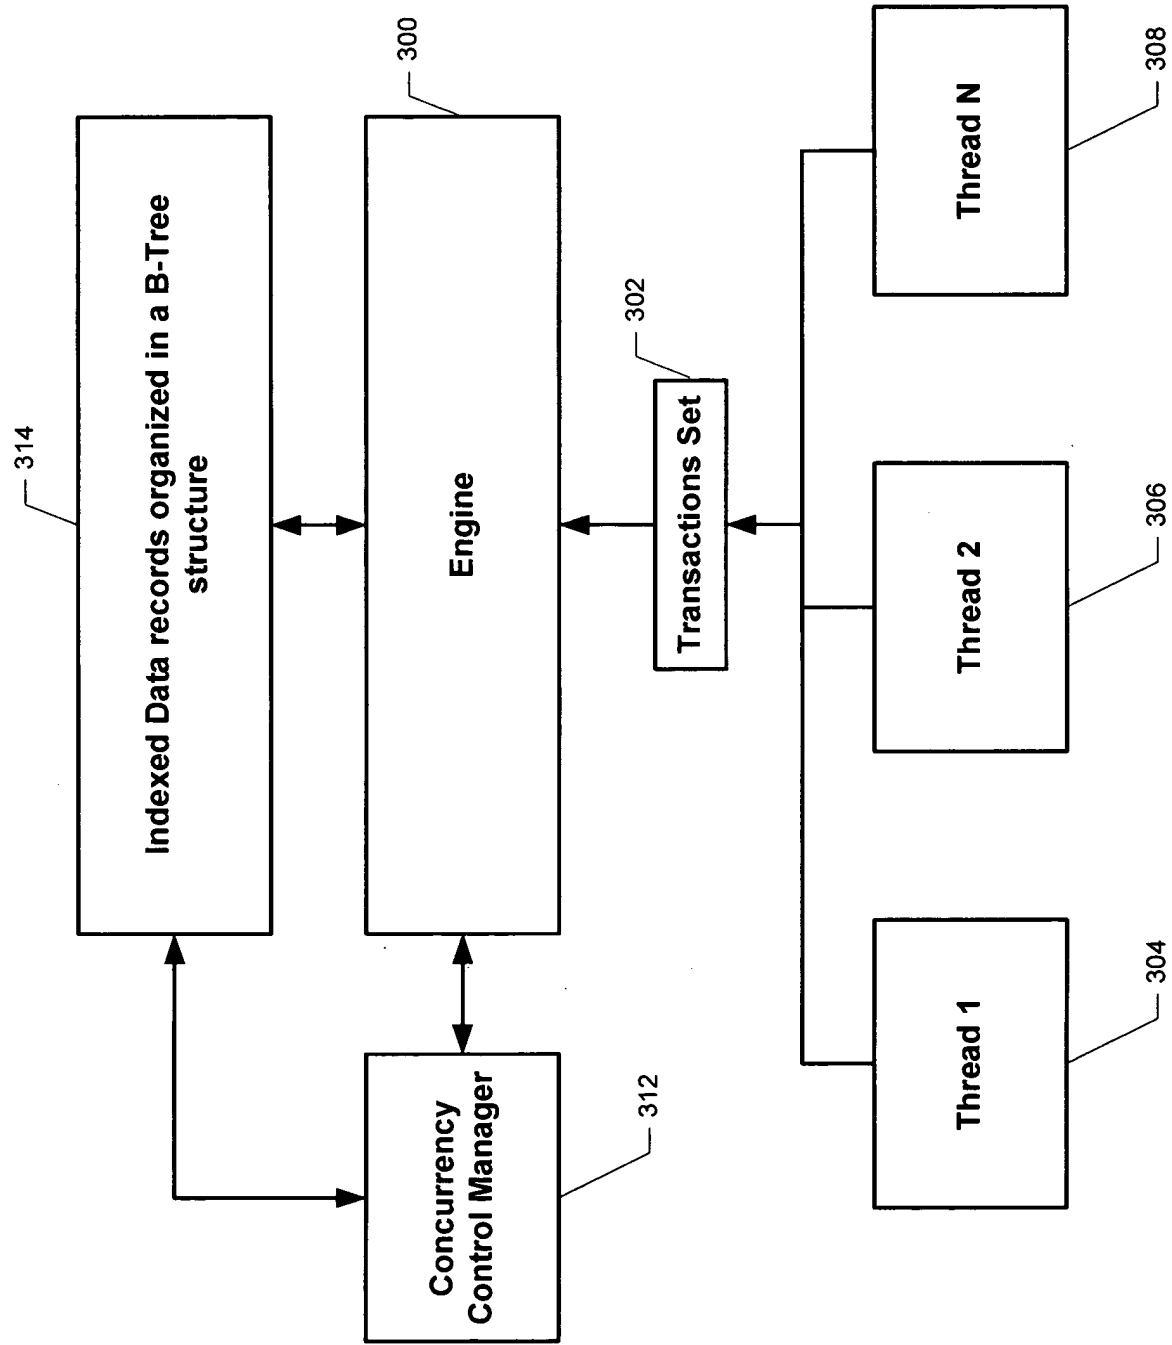 314
Indexed Data records organized in a B-Tree
structure
300
Engine
Concurrency
Control Manager
312
302
Transactions Set
Thread 1
304
Thread 2
306
Thread N
308